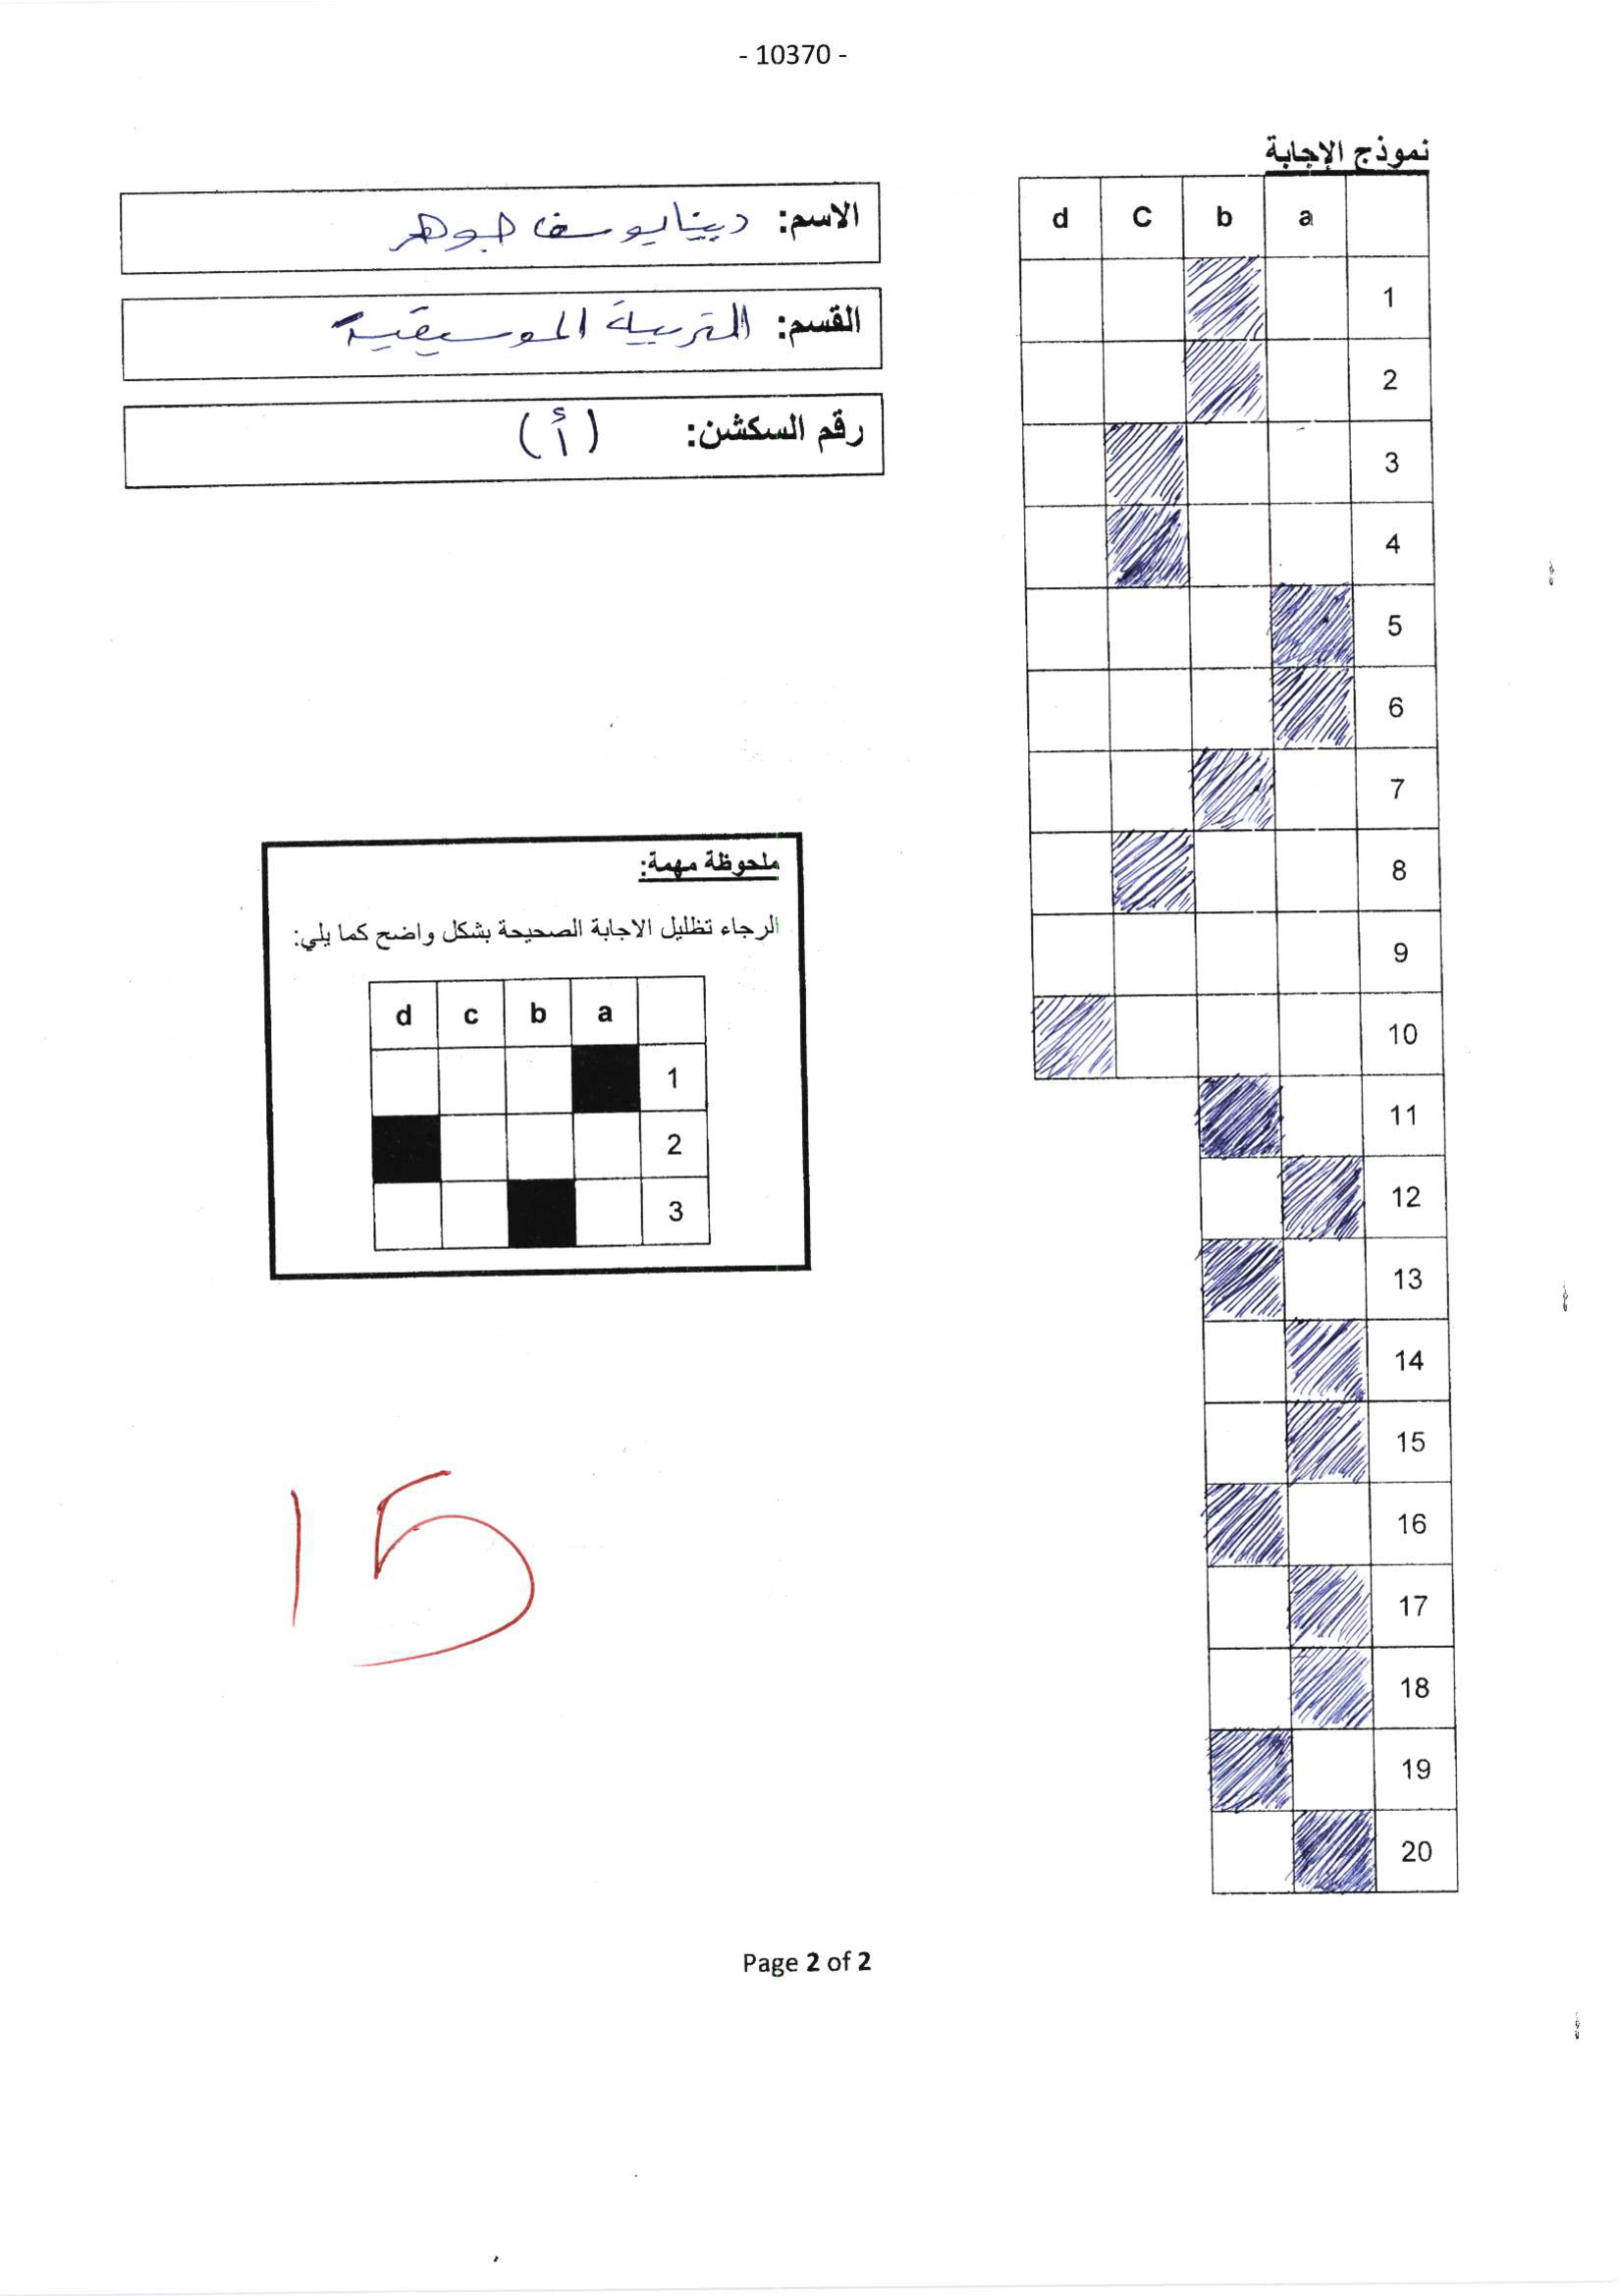 - 10370 -
نموذج الإجابة
a b C d
1
2
3
4
5
6
7
8
9
10
11
12
13
14
15
16
17
18
19
20
الاسم: دينا يوسف جوهر
القسم: التربية الموسيقية
رقم السكشن: (أ)
ملحوظة مهمة:
الرجاء تظليل الاجابة الصحيحة بشكل واضح كما يلي:
a b c d
1
2
3
15
Page 2 of 2